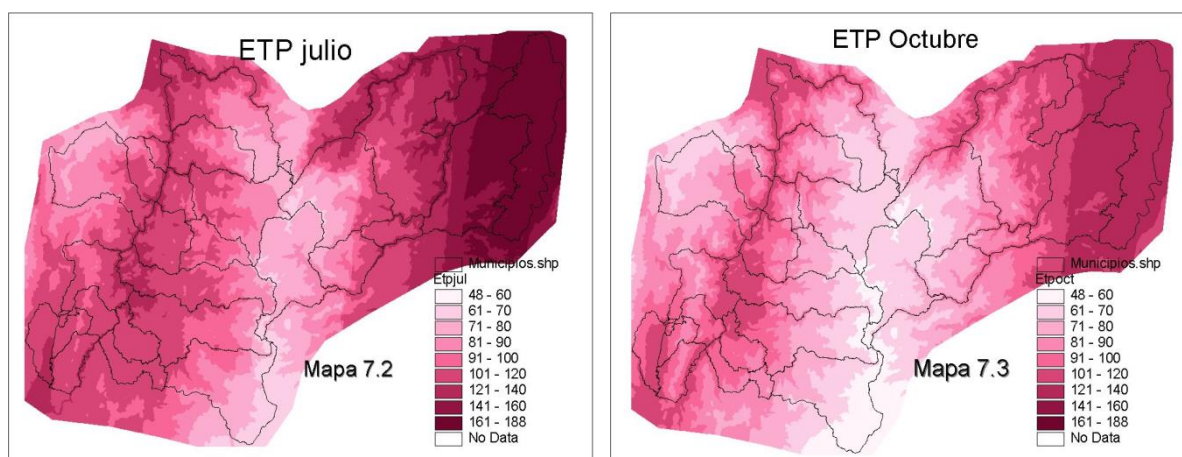 ETP julio
Municipios.shp
Etpjul
48 - 60
61 - 70
71 - 80
81 - 90
91 - 100
101 - 120
121 - 140
141 - 160
161 - 188
No Data
Mapa 7.2
ETP Octubre
Municipios.shp
Etpoct
48 - 60
61 - 70
71 - 80
81 - 90
91 - 100
101 - 120
121 - 140
141 - 160
161 - 188
No Data
Mapa 7.3